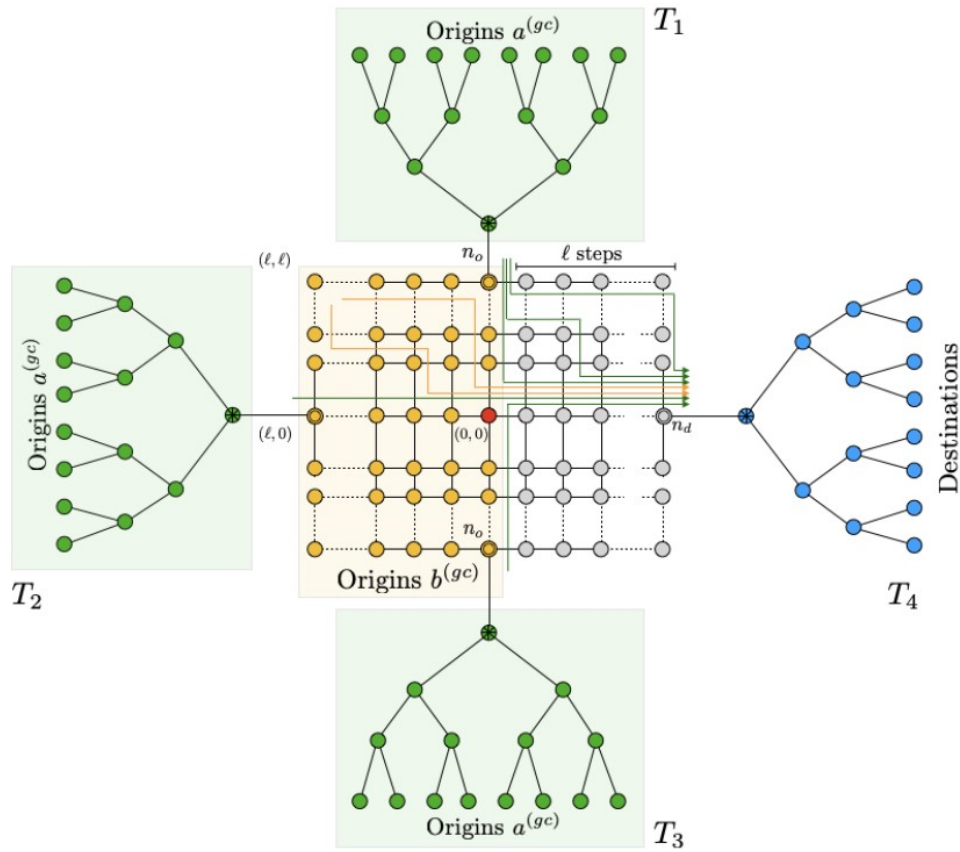 Origins a^(gc)
T_1
n_o
ℓ steps
(ℓ, ℓ)
Origins a^(gc)
(ℓ, 0)
(0, 0)
n_d
Destinations
n_o
Origins b^(gc)
T_2
T_4
Origins a^(gc)
T_3